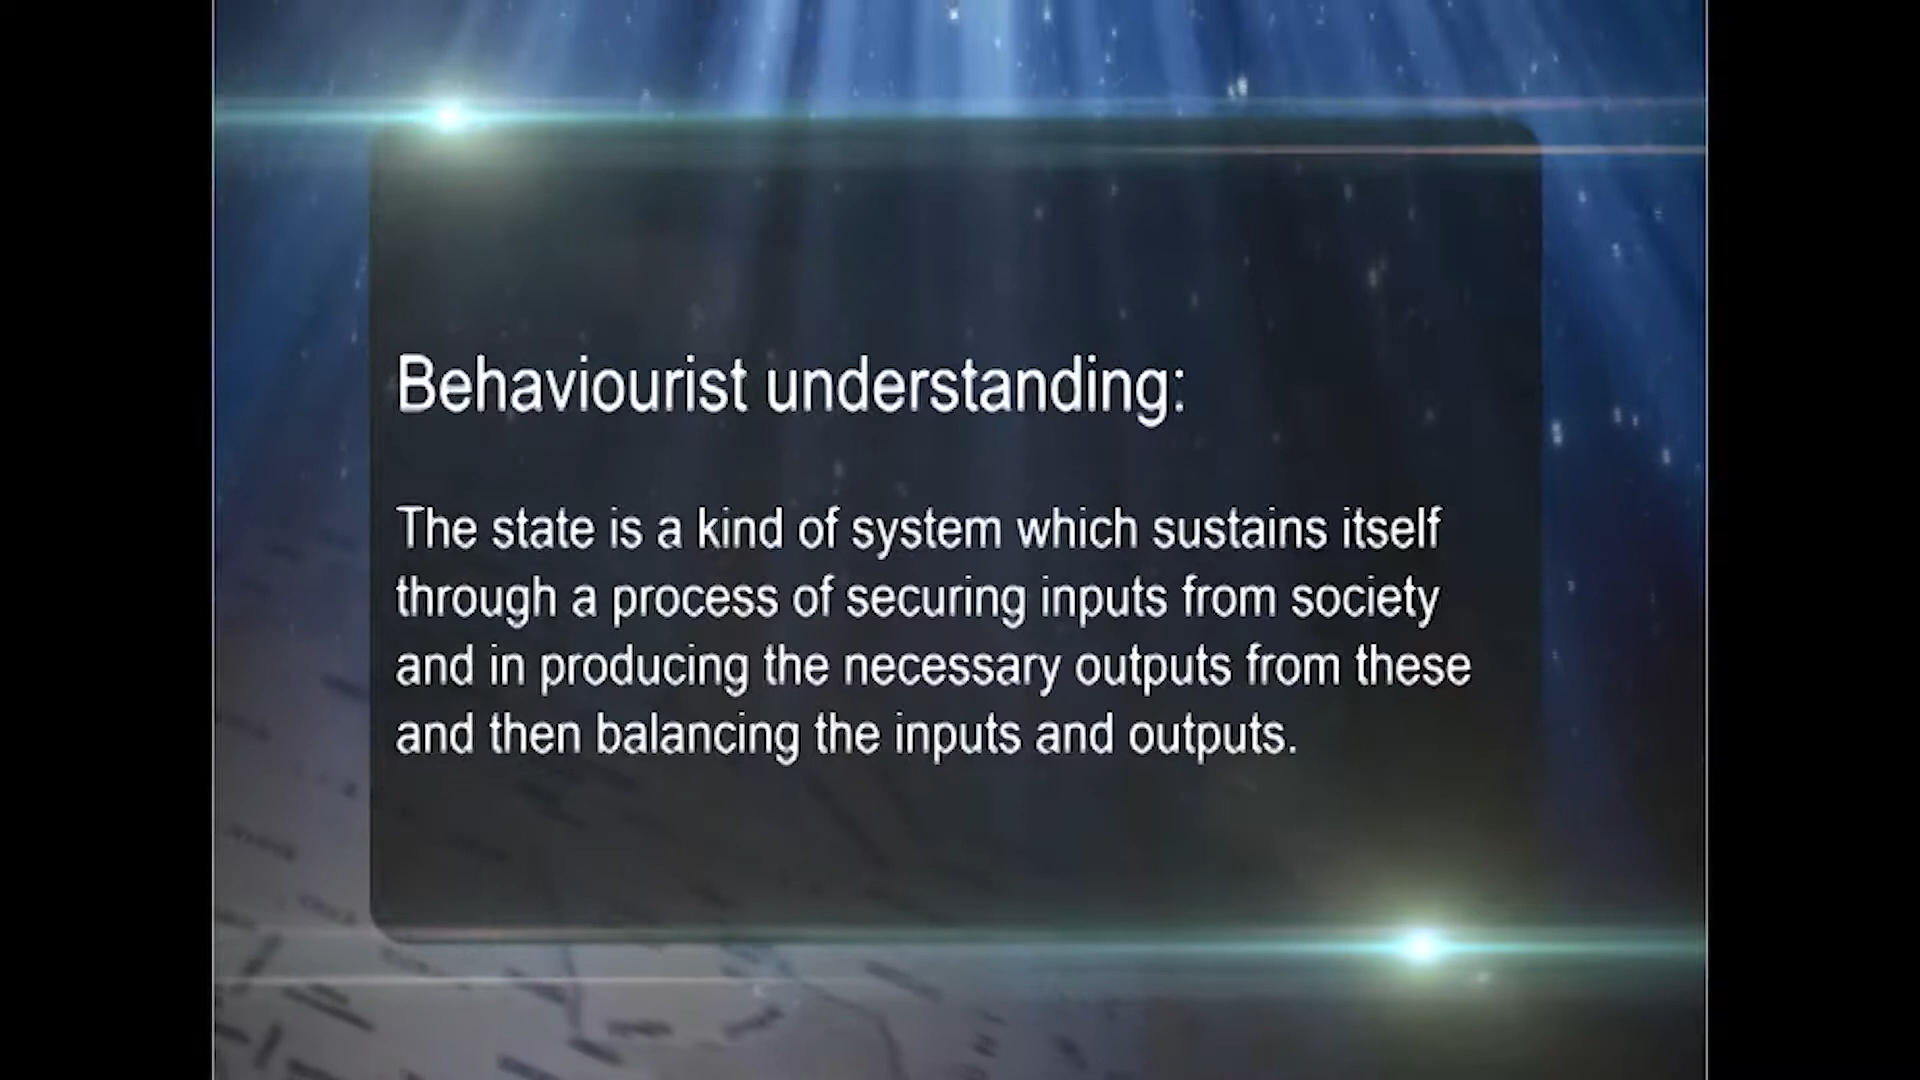 Behaviourist understanding:
The state is a kind of system which sustains itself
through a process of securing inputs from society
and in producing the necessary outputs from these
and then balancing the inputs and outputs.